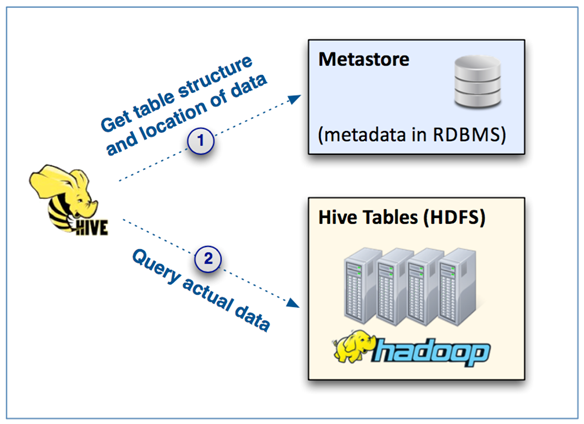 Get table structure
and location of data
1
Metastore
(metadata in RDBMS)
HIVE
2
Query actual data
Hive Tables (HDFS)
hadoop